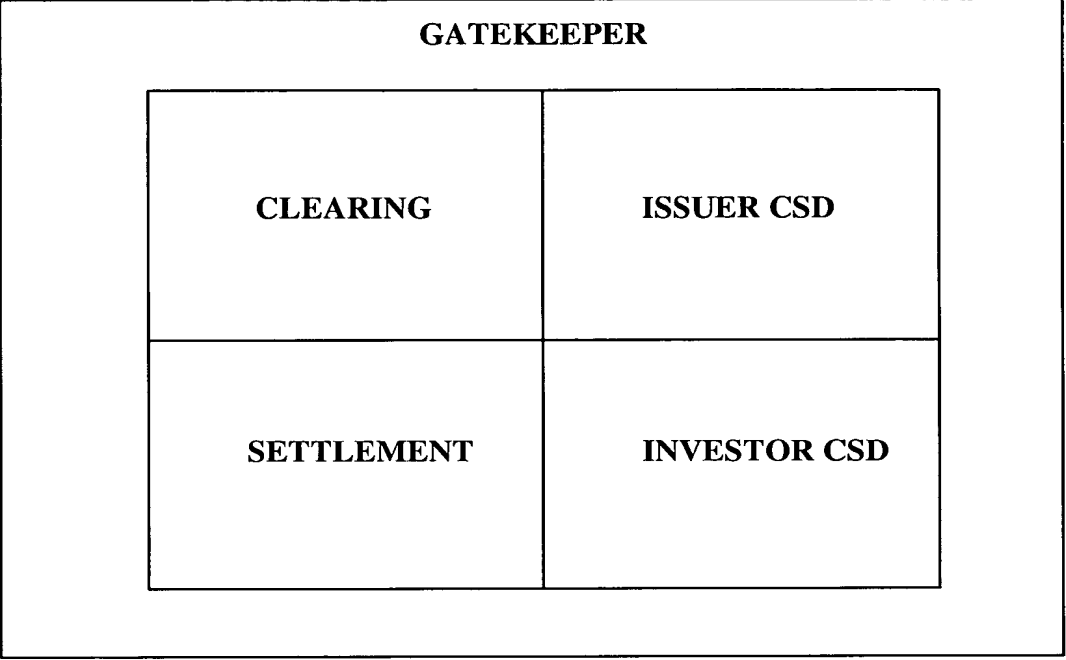 GATEKEEPER
CLEARING
ISSUER CSD
SETTLEMENT
INVESTOR CSD